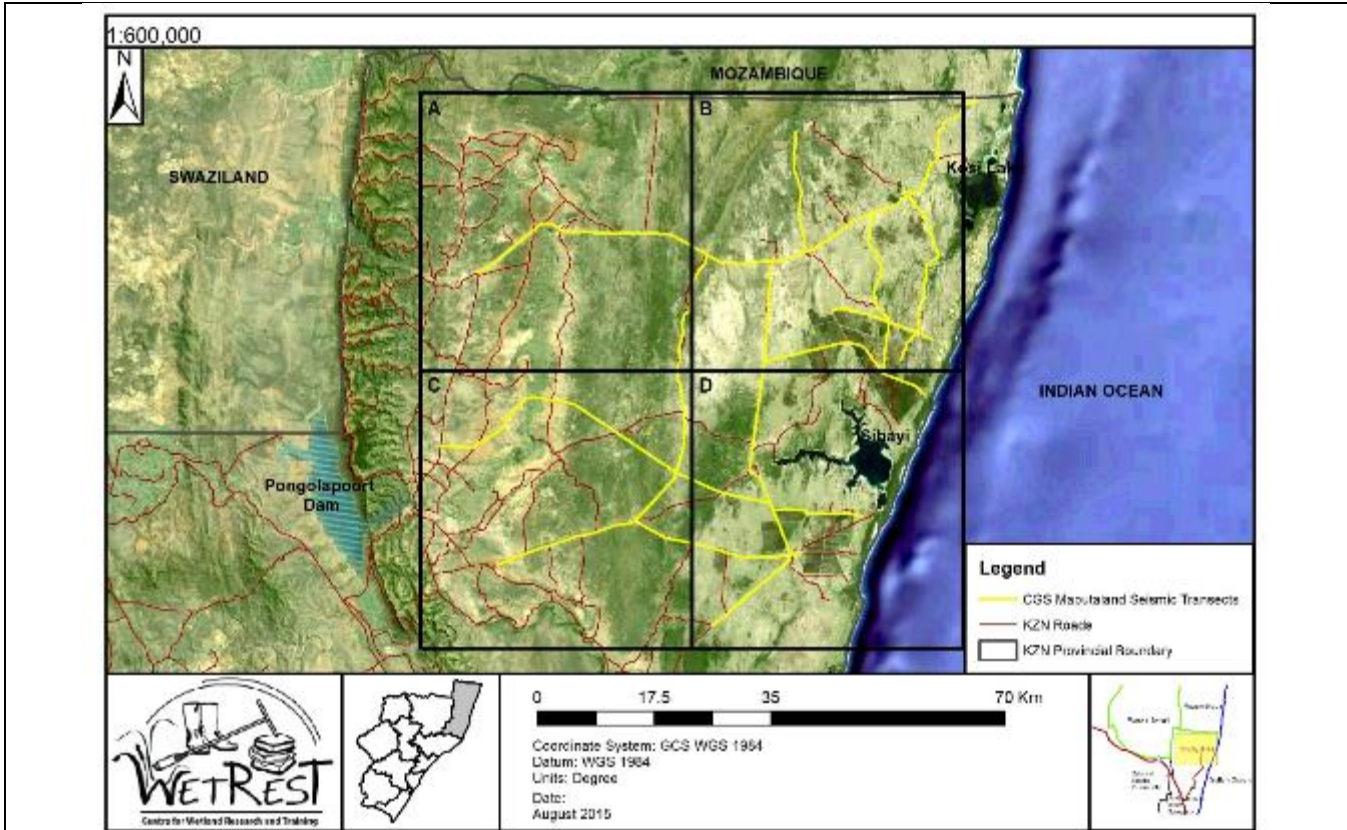 1:600,000
N
MOZAMBIQUE
A
B
SWAZILAND
Kosi Lak
C
D
INDIAN OCEAN
Sibayi
Pongolapoort
Dam
Legend
CGS Maputaland Seismic Transects
KZN Roads
KZN Provincial Boundary
0 17.5 35 70 Km
Coordinate System: GCS WGS 1984
Datum: WGS 1984
Units: Degree
Date:
August 2015
WETREST
Centre for Wetland Research and Training